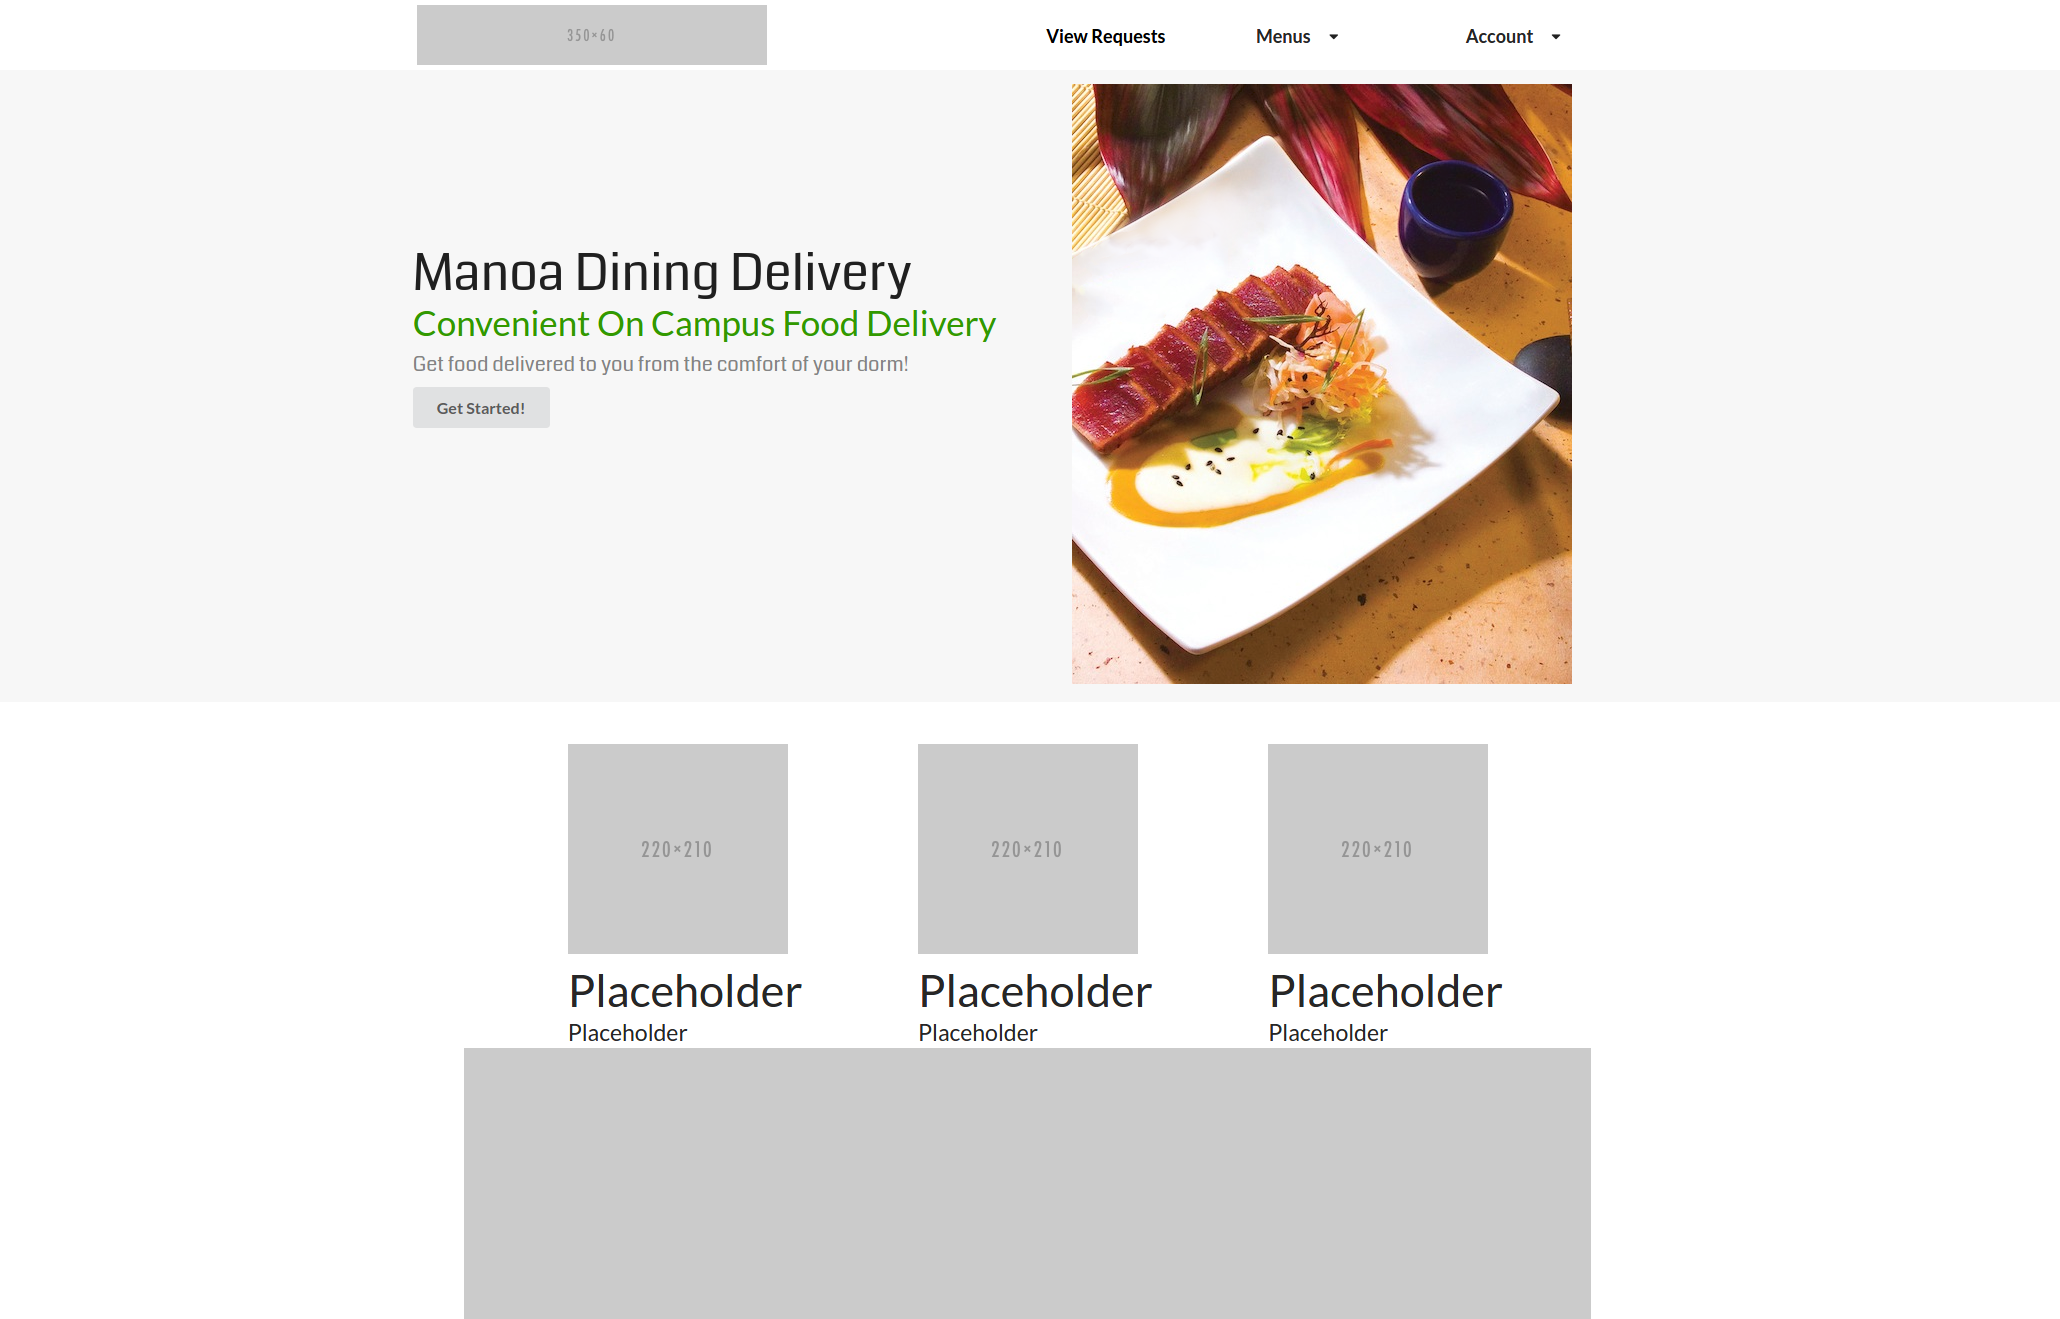 350×60
View Requests
Menus
Account
Manoa Dining Delivery
Convenient On Campus Food Delivery
Get food delivered to you from the comfort of your dorm!
Get Started!
220×210
220×210
220×210
Placeholder
Placeholder
Placeholder
Placeholder
Placeholder
Placeholder